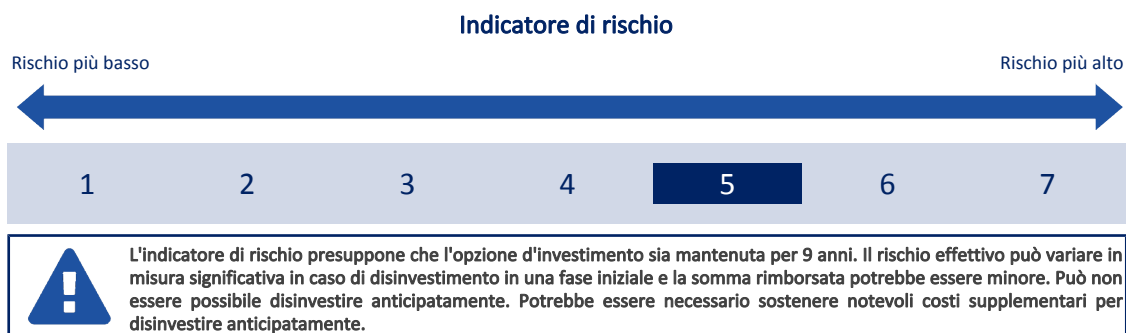 Indicatore di rischio
Rischio più basso Rischio più alto
1 2 3 4 5 6 7
L'indicatore di rischio presuppone che l'opzione d'investimento sia mantenuta per 9 anni. Il rischio effettivo può variare in
misura significativa in caso di disinvestimento in una fase iniziale e la somma rimborsata potrebbe essere minore. Può non
essere possibile disinvestire anticipatamente. Potrebbe essere necessario sostenere notevoli costi supplementari per
disinvestire anticipatamente.